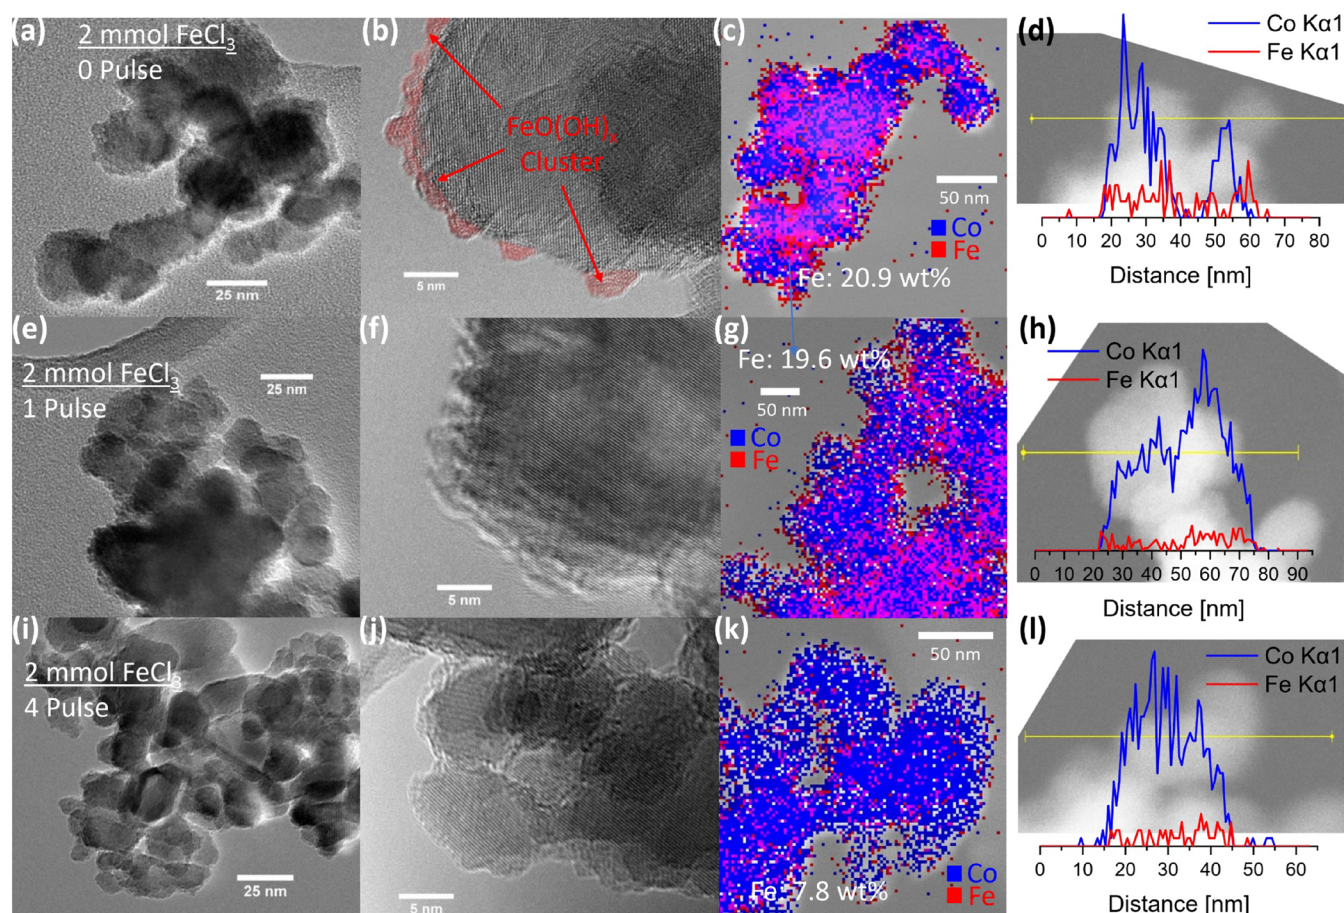 (a)
2 mmol FeCl3
0 Pulse
25 nm
(b)
FeO(OH)x
Cluster
5 nm
(c)
50 nm
Co
Fe
Fe: 20.9 wt%
(d)
Co Kα1
Fe Kα1
0 10 20 30 40 50 60 70 80
Distance [nm]
(e)
25 nm
2 mmol FeCl3
1 Pulse
(f)
5 nm
(g)
Fe: 19.6 wt%
50 nm
Co
Fe
(h)
Co Kα1
Fe Kα1
0 10 20 30 40 50 60 70 80 90
Distance [nm]
(i)
2 mmol FeCl3
4 Pulse
25 nm
(j)
5 nm
(k)
50 nm
Co
Fe
Fe: 7.8 wt%
(l)
Co Kα1
Fe Kα1
0 10 20 30 40 50 60
Distance [nm]